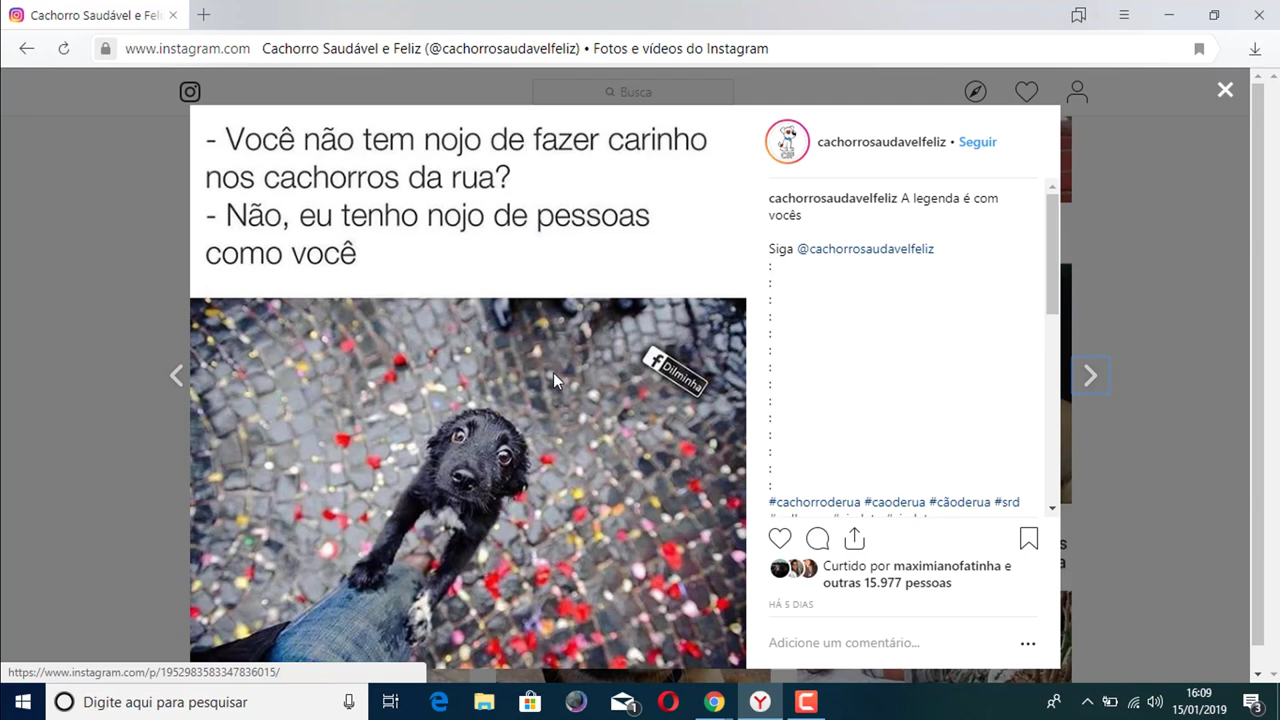 Cachorro Saudável e Feli
www.instagram.com Cachorro Saudável e Feliz (@cachorrosaudavelfeliz) • Fotos e vídeos do Instagram
Busca
- Você não tem nojo de fazer carinho
nos cachorros da rua?
- Não, eu tenho nojo de pessoas
como você
Dilminha
CSF
cachorrosaudavelfeliz • Seguir
cachorrosaudavelfeliz A legenda é com
vocês
Siga @cachorrosaudavelfeliz
:
:
:
:
:
:
:
:
:
:
:
:
:
:
#cachorroderua #caoderua #cãoderua #srd
Curtido por maximianofatinha e
outras 15.977 pessoas
HÁ 5 DIAS
Adicione um comentário...
https://www.instagram.com/p/1952983583347836015/
Digite aqui para pesquisar
16:09
15/01/2019